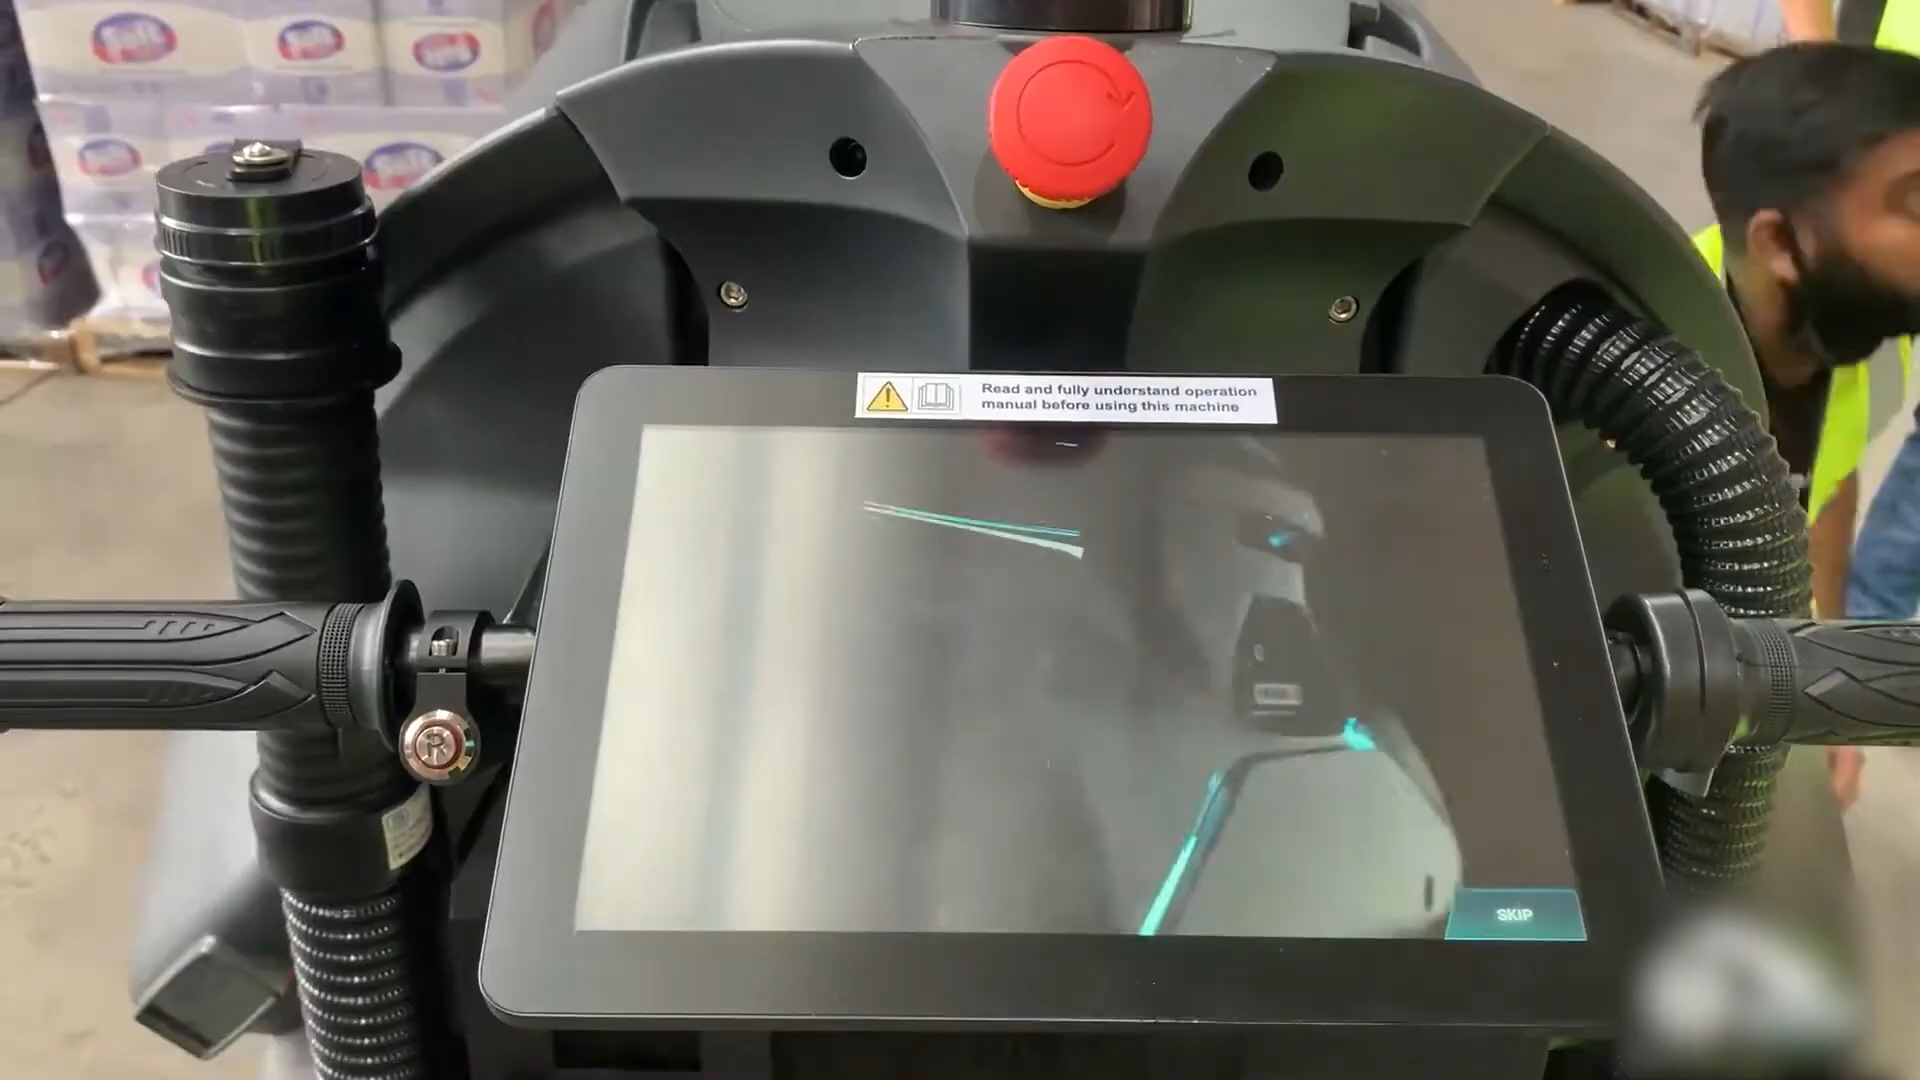 Read and fully understand operation
manual before using this machine
R
SKIP